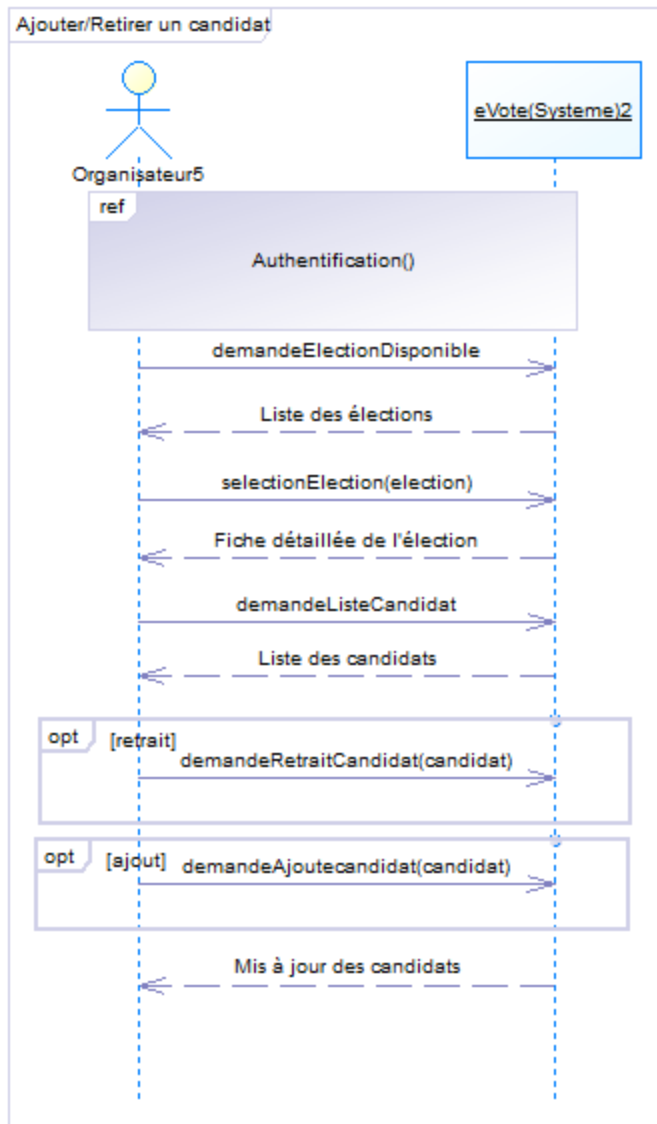 Ajouter/Retirer un candidat
eVote(Systeme)2
Organisateur5
ref
Authentification()
demandeElectionDisponible
Liste des élections
selectionElection(election)
Fiche détaillée de l'élection
demandeListeCandidat
Liste des candidats
opt [retrait]
demandeRetraitCandidat(candidat)
opt [ajout] demandeAjoutecandidat(candidat)
Mis à jour des candidats